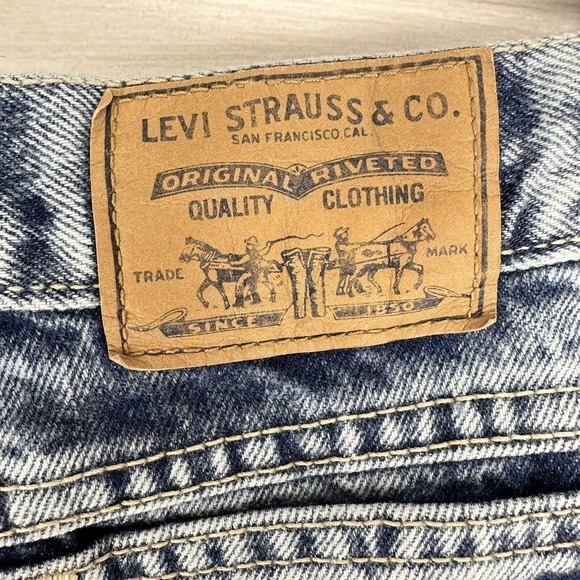 LEVI STRAUSS & CO.
SAN FRANCISCO, CAL.
ORIGINAL RIVETED
QUALITY CLOTHING
TRADE MARK
SINCE 1850